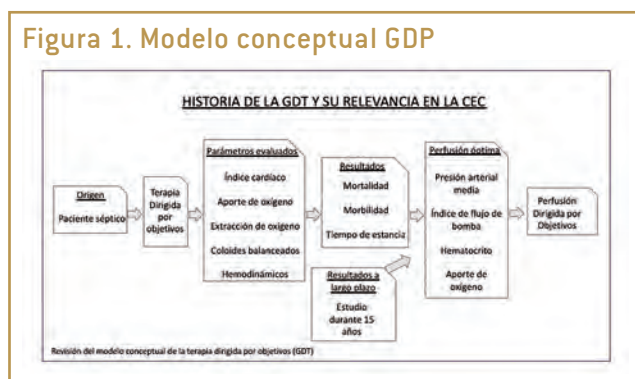 Figura 1. Modelo conceptual GDP
HISTORIA DE LA GDT Y SU RELEVANCIA EN LA CEC
Origen
Paciente séptico
Terapia
Dirigida
por
objetivos
Parámetros evaluados
Índice cardíaco
Aporte de oxígeno
Extracción de oxígeno
Coloides balanceados
Hemodinámicos
Resultados
Mortalidad
Morbilidad
Tiempo de estancia
Resultados a
largo plazo
Estudio
durante 15
años
Perfusión óptima
Presión arterial
media
Índice de flujo de
bomba
Hematocrito
Aporte de
oxígeno
Perfusión
Dirigida por
Objetivos
Revisión del modelo conceptual de la terapia dirigida por objetivos (GDT)